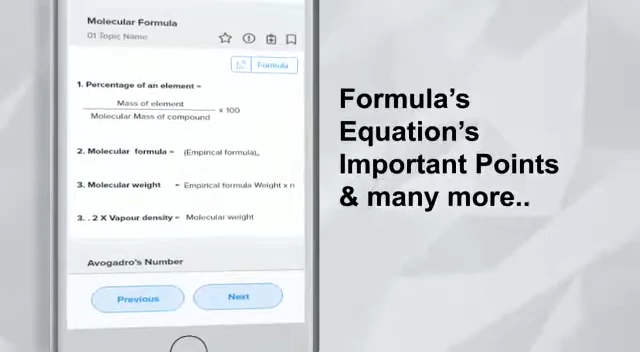 Molecular Formula
01 Topic Name
Formula
1. Percentage of an element =
Mass of element
Molecular Mass of compound
x 100
2. Molecular formula = (Empirical formula)n
3. Molecular weight = Empirical formula Weight x n
3. . 2 X Vapour density = Molecular weight
Avogadro's Number
Previous
Next
Formula’s
Equation’s
Important Points
& many more..